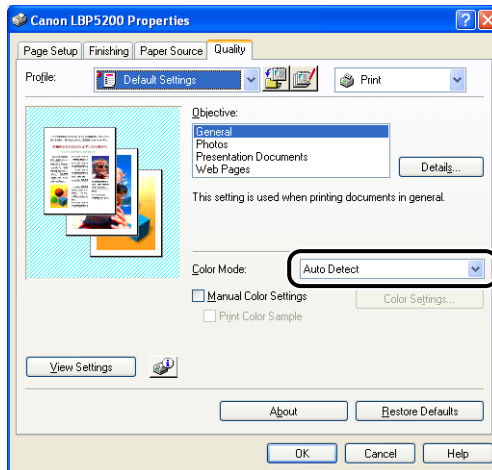 Canon LBP5200 Properties
Page Setup Finishing Paper Source Quality
Profile: Default Settings Print
Objective:
General
Photos
Presentation Documents
Web Pages
Details...
This setting is used when printing documents in general.
Color Mode: Auto Detect
Manual Color Settings Color Settings...
Print Color Sample
View Settings
About Restore Defaults
OK Cancel Help